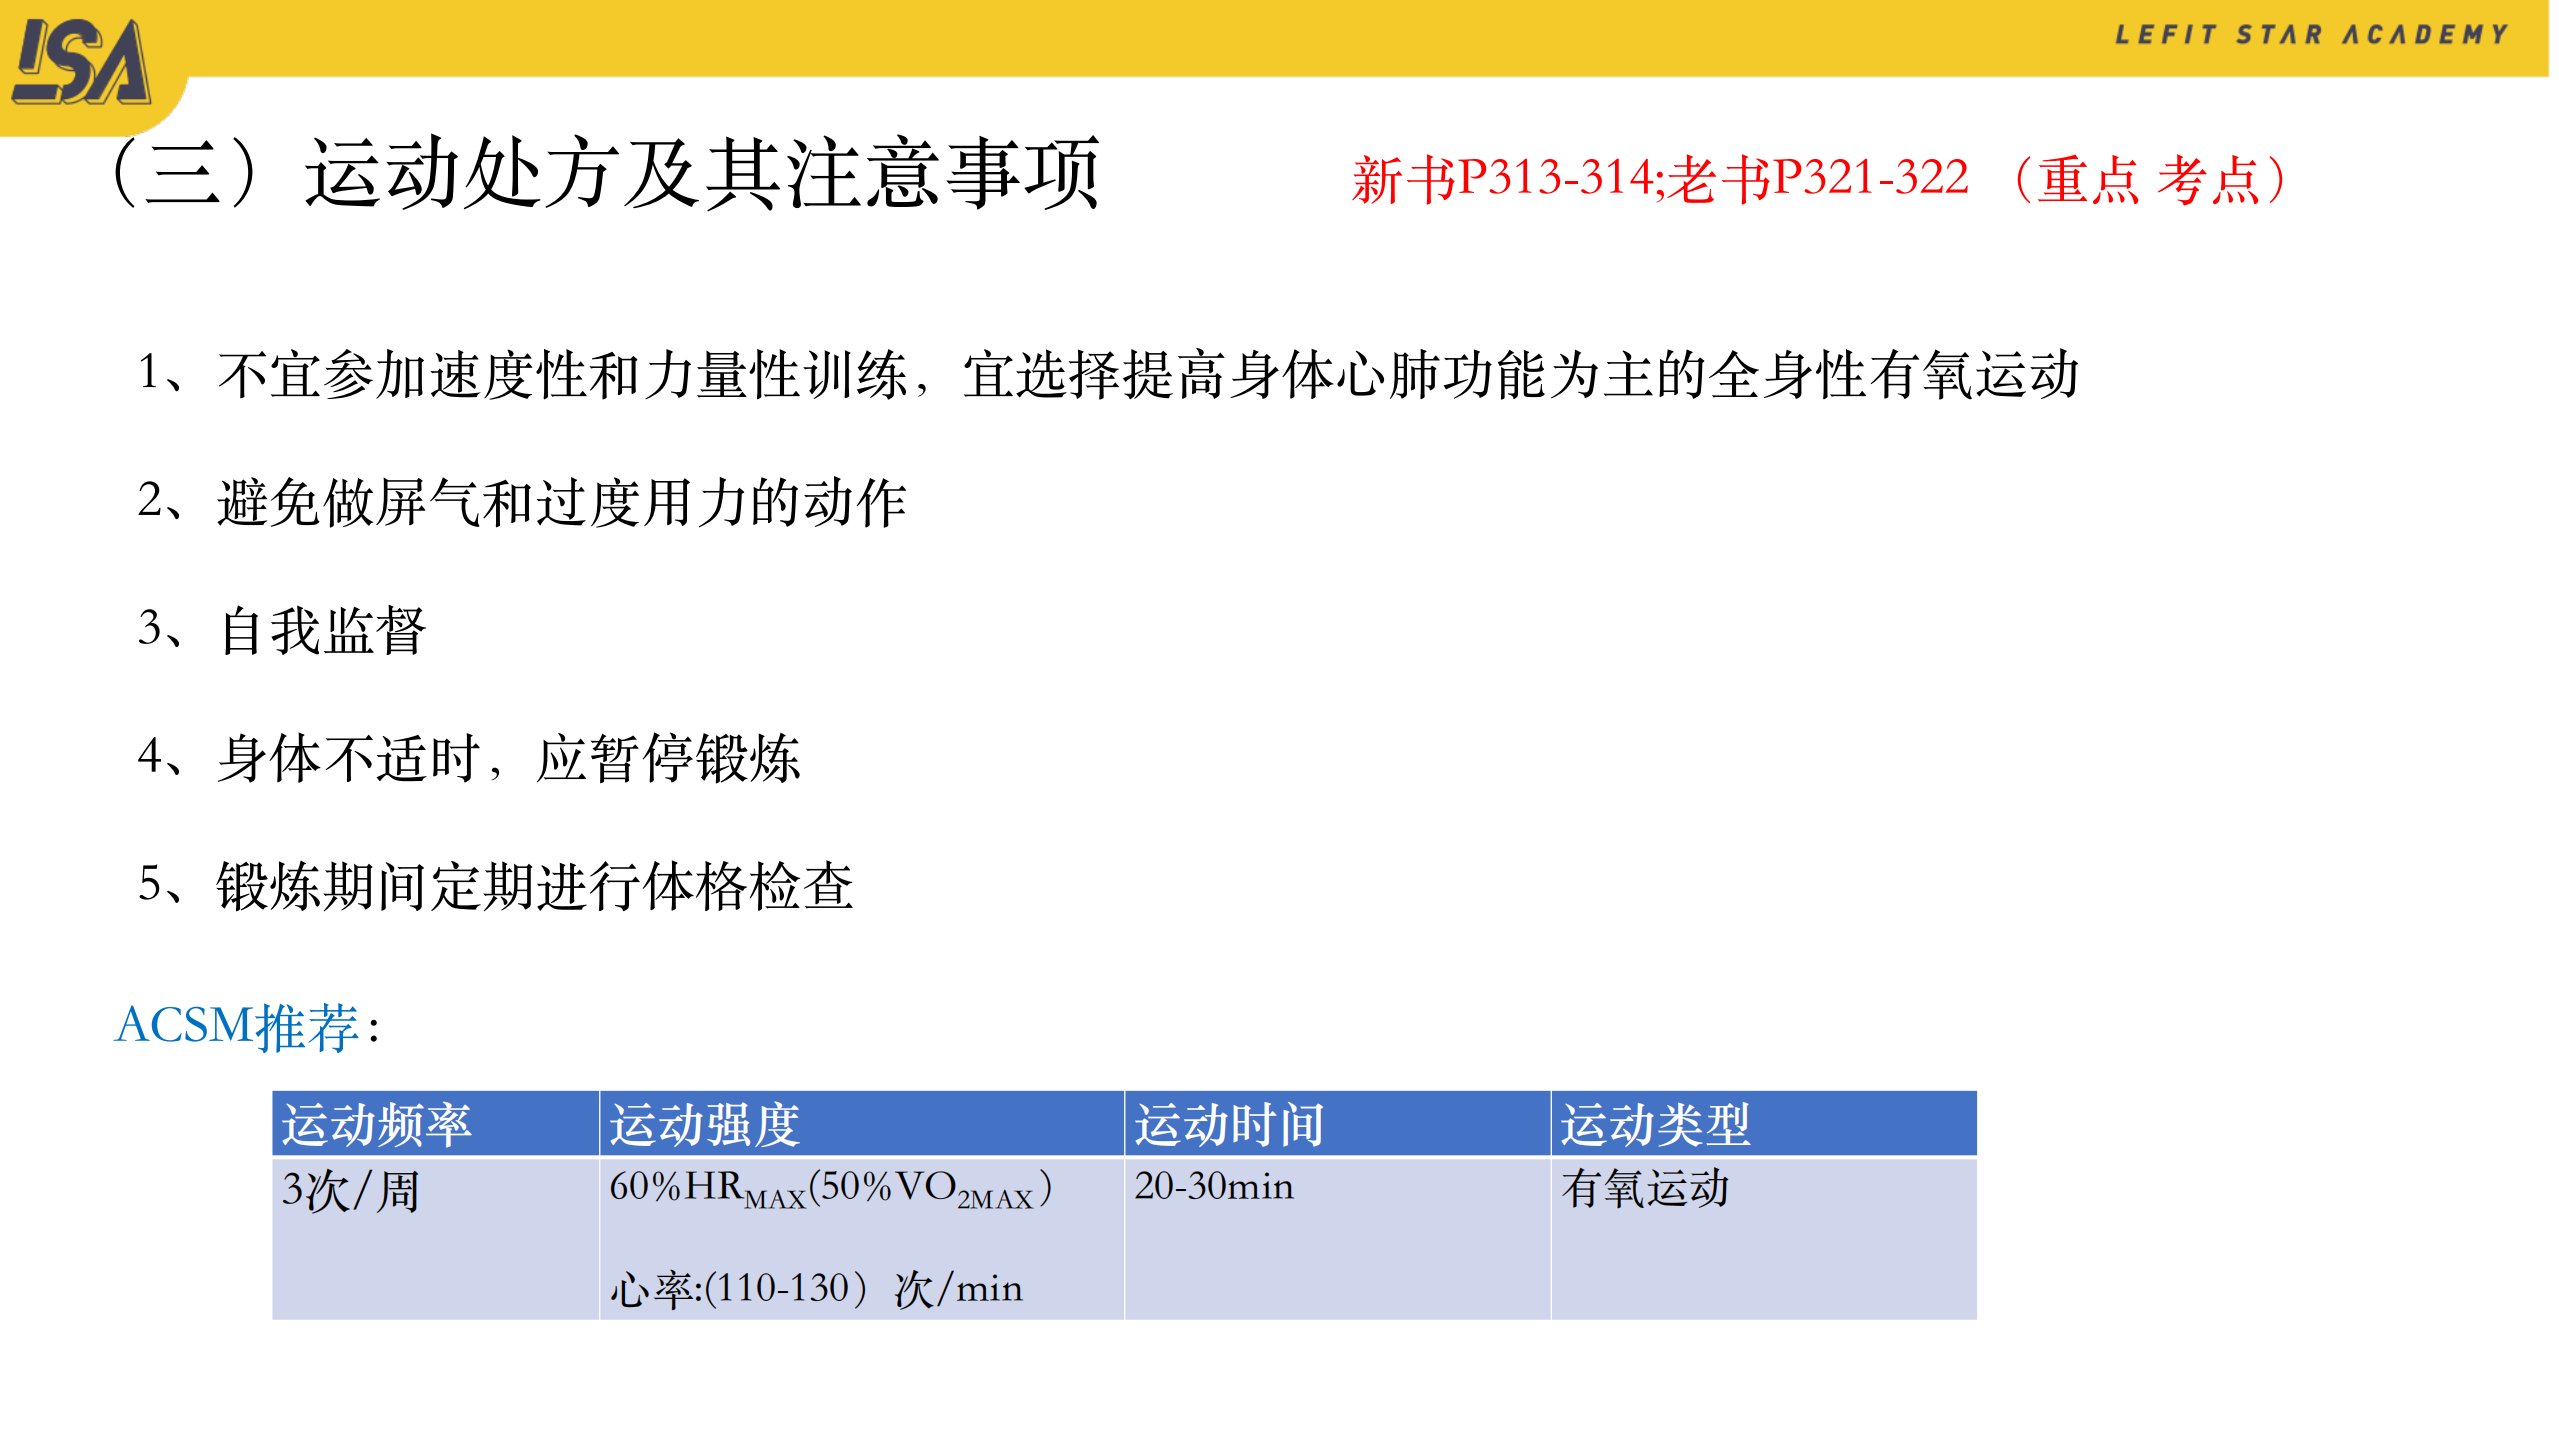 LSA
LEFIT STAR ACADEMY
（三）运动处方及其注意事项
新书P313-314;老书P321-322 （重点 考点）
1、不宜参加速度性和力量性训练，宜选择提高身体心肺功能为主的全身性有氧运动
2、避免做屏气和过度用力的动作
3、自我监督
4、身体不适时，应暂停锻炼
5、锻炼期间定期进行体格检查
ACSM推荐：
运动频率 运动强度 运动时间 运动类型
3次/周 60%HRMAX(50%VO2MAX） 20-30min 有氧运动
心率:(110-130）次/min